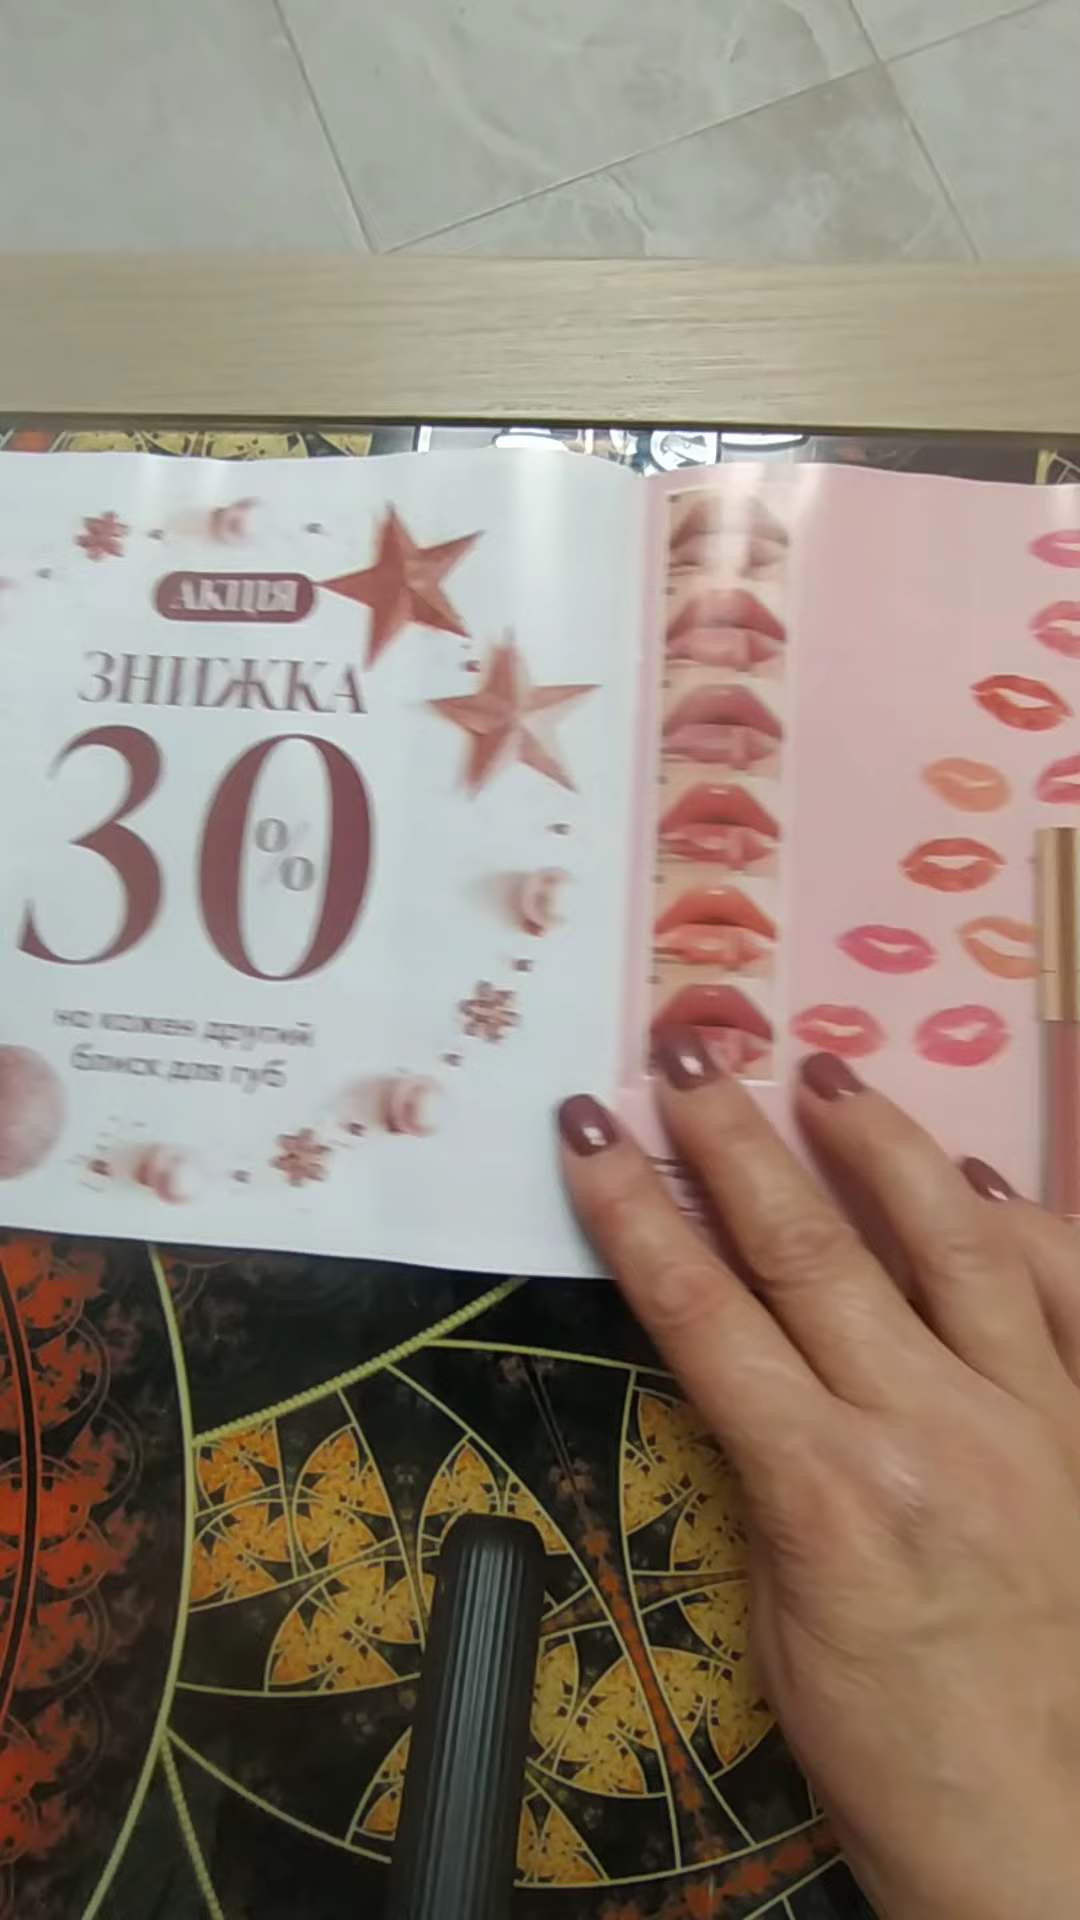 АКЦІЯ
ЗНИЖКА
30%
на кожен другий
блиск для губ